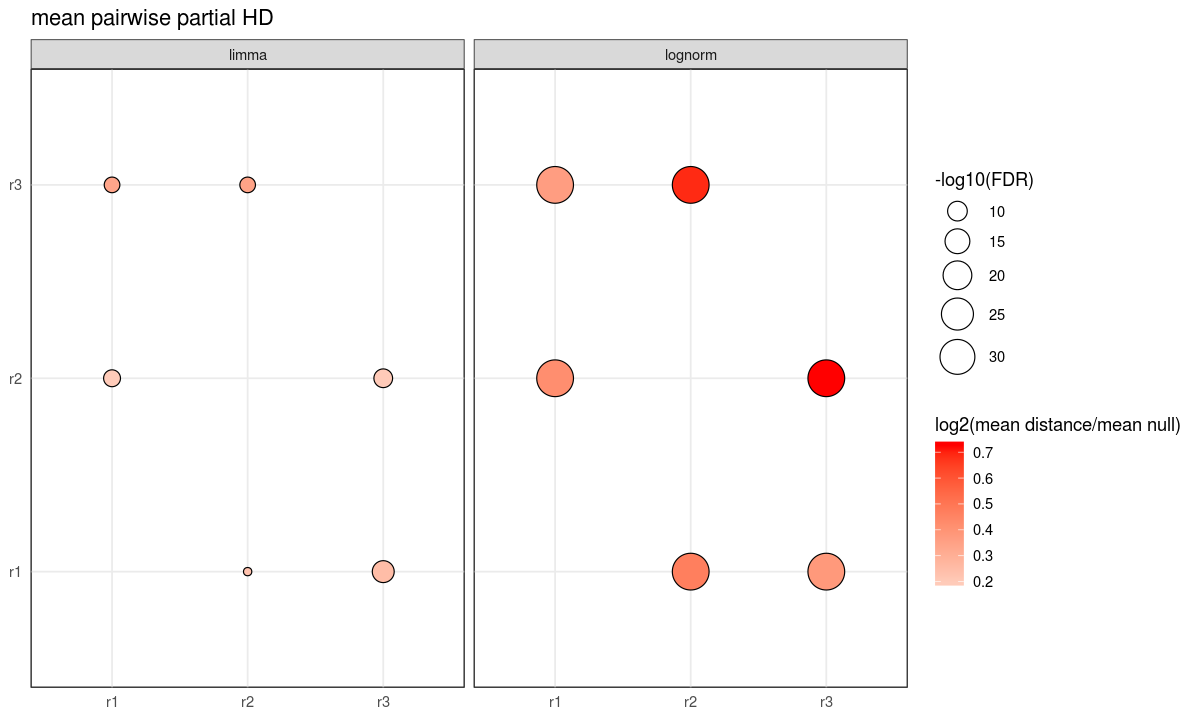 mean pairwise partial HD
limma
lognorm
r3
r2
r1
r1 r2 r3
r1 r2 r3
-log10(FDR)
10
15
20
25
30
log2(mean distance/mean null)
0.7
0.6
0.5
0.4
0.3
0.2